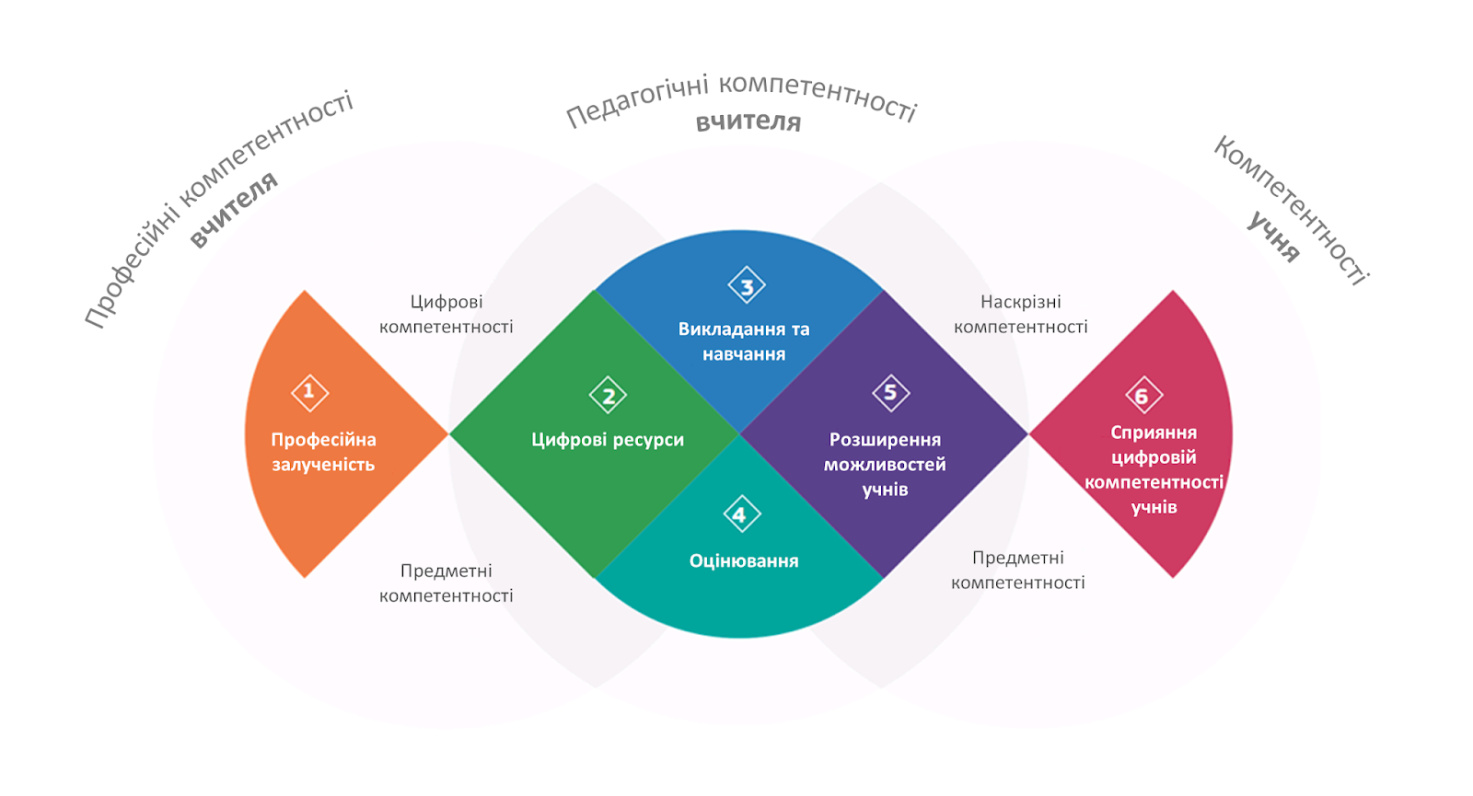 Професійні компетентності
вчителя
Педагогічні компетентності
вчителя
Компетентності
учня
Цифрові
компетентності
Предметні
компетентності
Наскрізні
компетентності
Предметні
компетентності
1
Професійна
залученість
2
Цифрові ресурси
3
Викладання та
навчання
4
Оцінювання
5
Розширення
можливостей
учнів
6
Сприяння
цифровій
компетентності
учнів